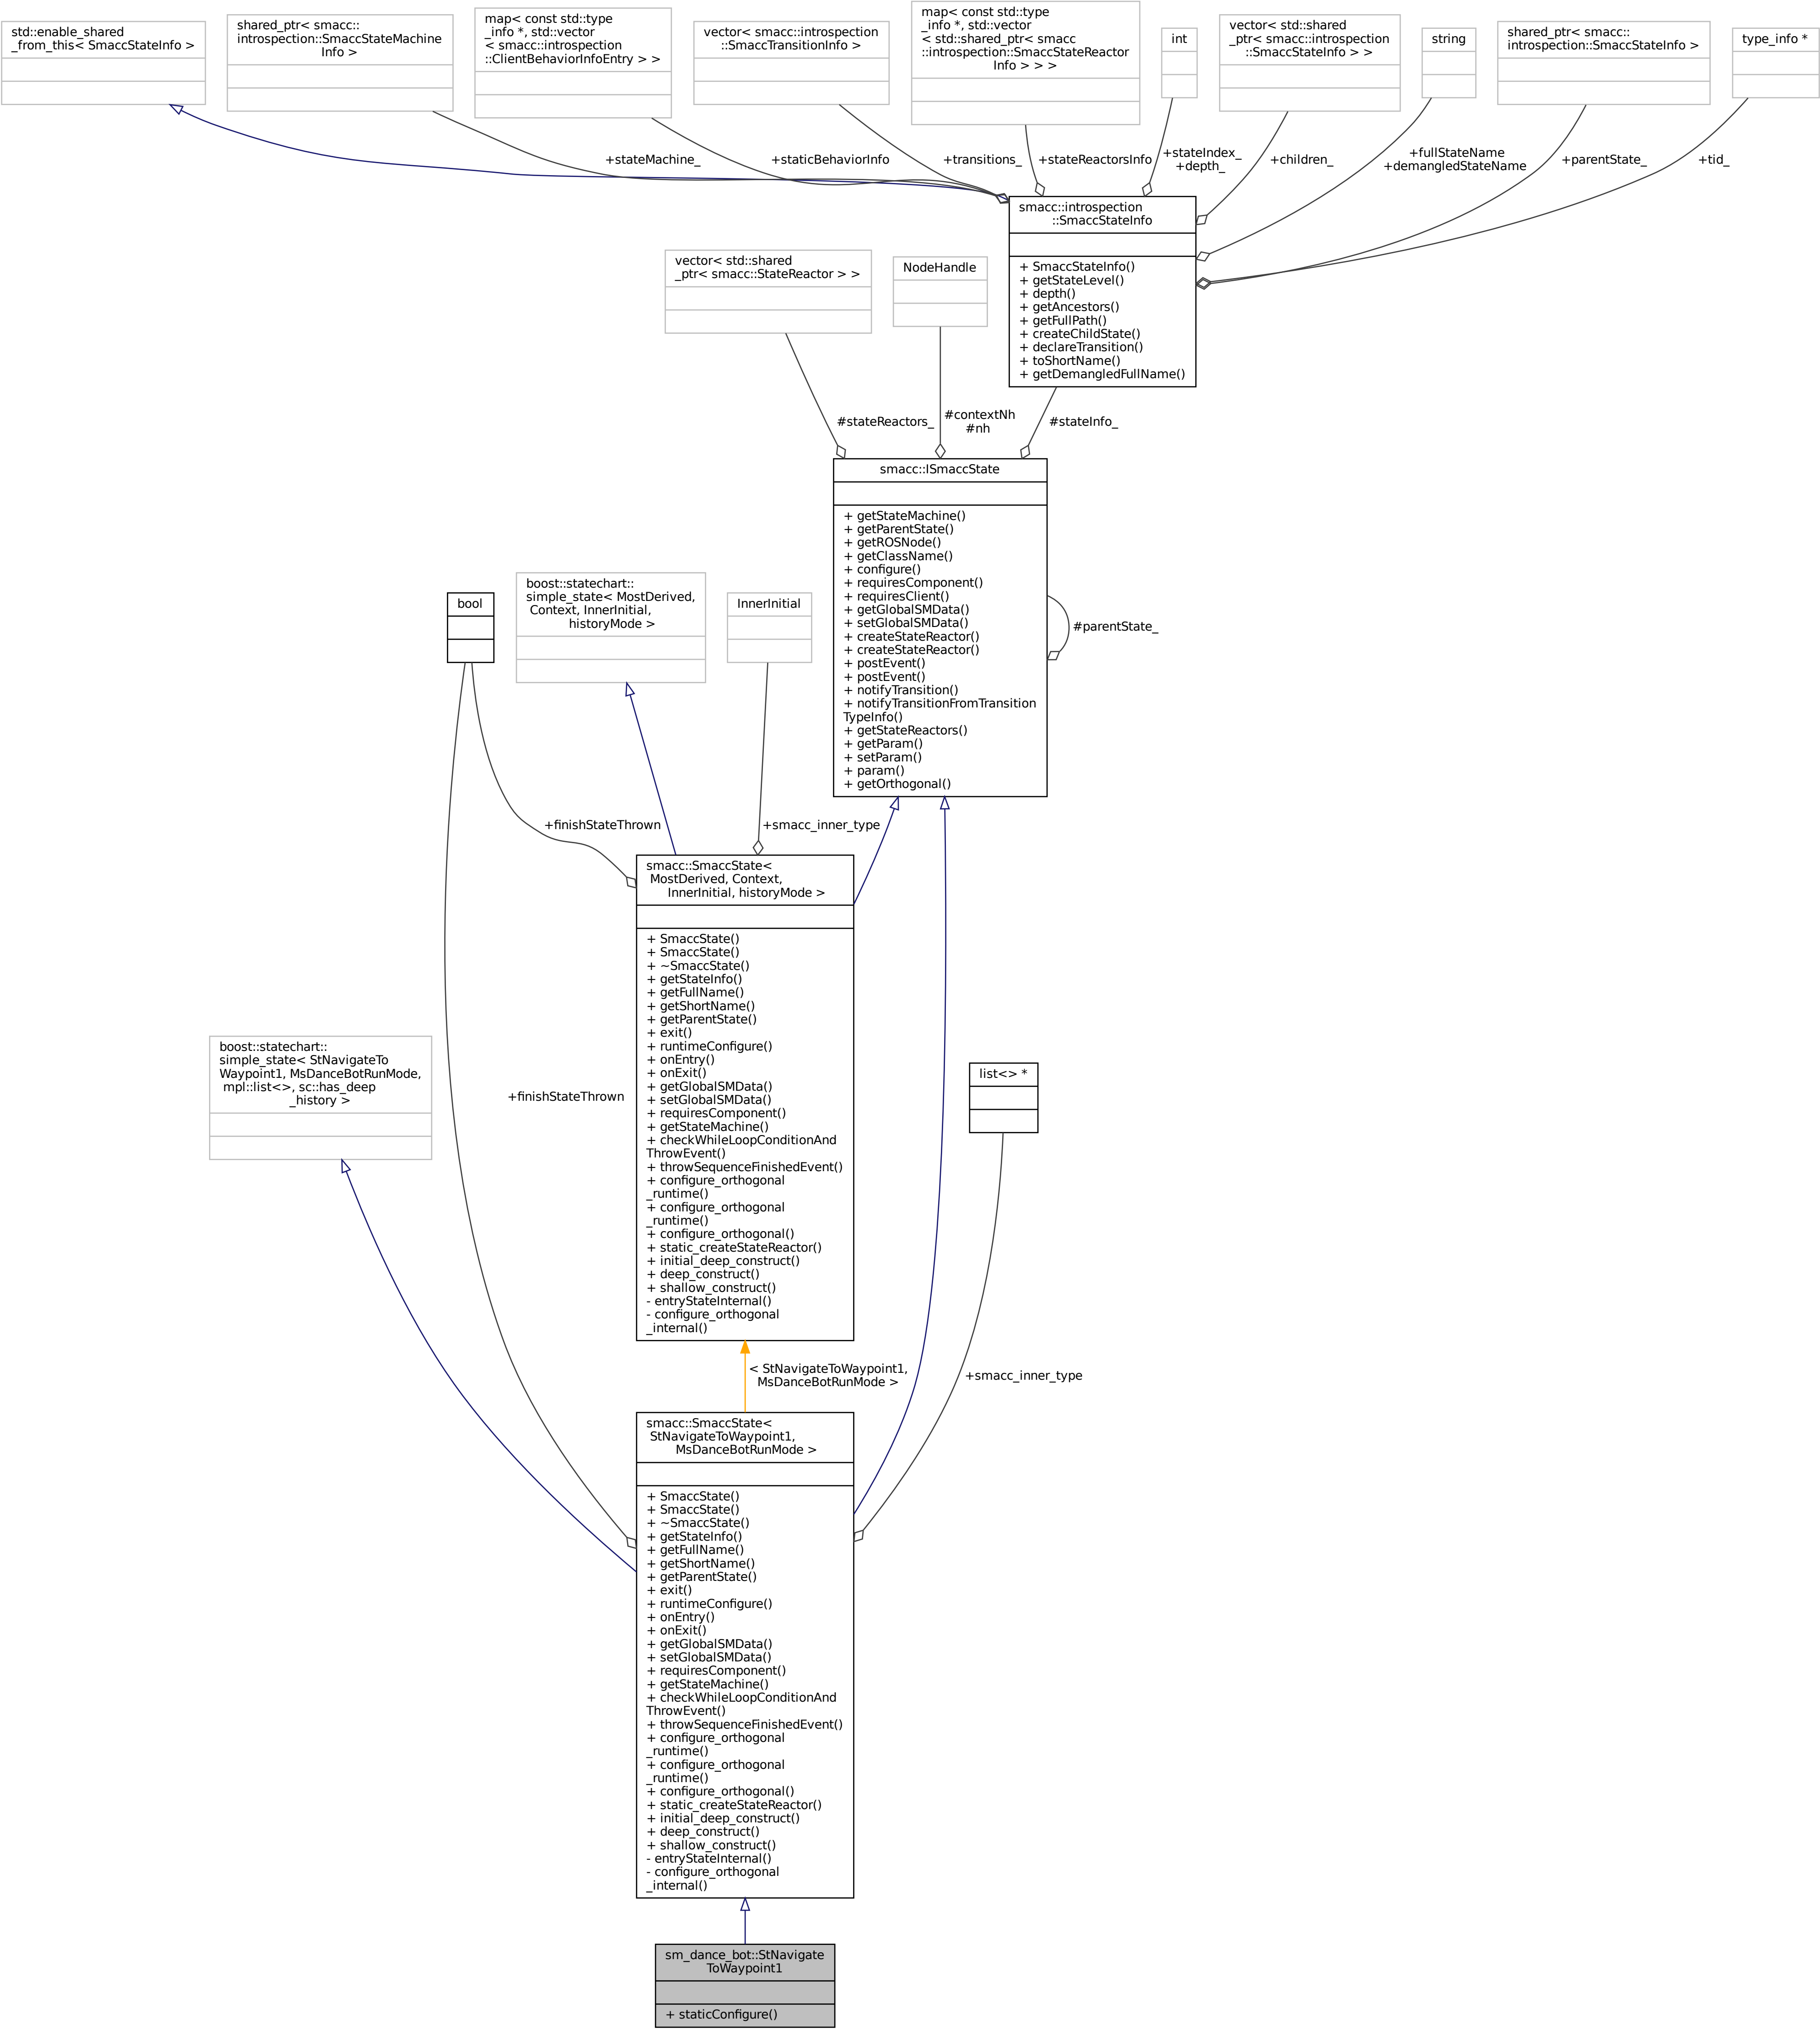 std::enable_shared
_from_this< SmaccStateInfo >
shared_ptr< smacc::
introspection::SmaccStateMachine
Info >
map< const std::type
_info *, std::vector
< smacc::introspection
::ClientBehaviorInfoEntry > >
vector< smacc::introspection
::SmaccTransitionInfo >
map< const std::type
_info *, std::vector
< std::shared_ptr< smacc
::introspection::SmaccStateReactor
Info > > >
int
vector< std::shared
_ptr< smacc::introspection
::SmaccStateInfo > >
string
shared_ptr< smacc::
introspection::SmaccStateInfo >
type_info *
+stateMachine_
+staticBehaviorInfo
+transitions_
+stateReactorsInfo
+stateIndex_
+depth_
+children_
+fullStateName
+demangledStateName
+parentState_
+tid_
smacc::introspection
::SmaccStateInfo
+ SmaccStateInfo()
+ getStateLevel()
+ depth()
+ getAncestors()
+ getFullPath()
+ createChildState()
+ declareTransition()
+ toShortName()
+ getDemangledFullName()
vector< std::shared
_ptr< smacc::StateReactor > >
NodeHandle
#stateReactors_
#contextNh
#nh
#stateInfo_
smacc::ISmaccState
+ getStateMachine()
+ getParentState()
+ getROSNode()
+ getClassName()
+ configure()
+ requiresComponent()
+ requiresClient()
+ getGlobalSMData()
+ setGlobalSMData()
+ createStateReactor()
+ createStateReactor()
+ postEvent()
+ postEvent()
+ notifyTransition()
+ notifyTransitionFromTransition
TypeInfo()
+ getStateReactors()
+ getParam()
+ setParam()
+ param()
+ getOrthogonal()
#parentState_
bool
boost::statechart::
simple_state< MostDerived,
Context, InnerInitial,
historyMode >
InnerInitial
+finishStateThrown
+smacc_inner_type
smacc::SmaccState<
MostDerived, Context,
InnerInitial, historyMode >
+ SmaccState()
+ SmaccState()
+ ~SmaccState()
+ getStateInfo()
+ getFullName()
+ getShortName()
+ getParentState()
+ exit()
+ runtimeConfigure()
+ onEntry()
+ onExit()
+ getGlobalSMData()
+ setGlobalSMData()
+ requiresComponent()
+ getStateMachine()
+ checkWhileLoopConditionAnd
ThrowEvent()
+ throwSequenceFinishedEvent()
+ configure_orthogonal
_runtime()
+ configure_orthogonal
_runtime()
+ configure_orthogonal()
+ static_createStateReactor()
+ initial_deep_construct()
+ deep_construct()
+ shallow_construct()
- entryStateInternal()
- configure_orthogonal
_internal()
boost::statechart::
simple_state< StNavigateTo
Waypoint1, MsDanceBotRunMode,
mpl::list<>, sc::has_deep
_history >
+finishStateThrown
list<> *
< StNavigateToWaypoint1,
MsDanceBotRunMode >
+smacc_inner_type
smacc::SmaccState<
StNavigateToWaypoint1,
MsDanceBotRunMode >
+ SmaccState()
+ SmaccState()
+ ~SmaccState()
+ getStateInfo()
+ getFullName()
+ getShortName()
+ getParentState()
+ exit()
+ runtimeConfigure()
+ onEntry()
+ onExit()
+ getGlobalSMData()
+ setGlobalSMData()
+ requiresComponent()
+ getStateMachine()
+ checkWhileLoopConditionAnd
ThrowEvent()
+ throwSequenceFinishedEvent()
+ configure_orthogonal
_runtime()
+ configure_orthogonal
_runtime()
+ configure_orthogonal()
+ static_createStateReactor()
+ initial_deep_construct()
+ deep_construct()
+ shallow_construct()
- entryStateInternal()
- configure_orthogonal
_internal()
sm_dance_bot::StNavigate
ToWaypoint1
+ staticConfigure()